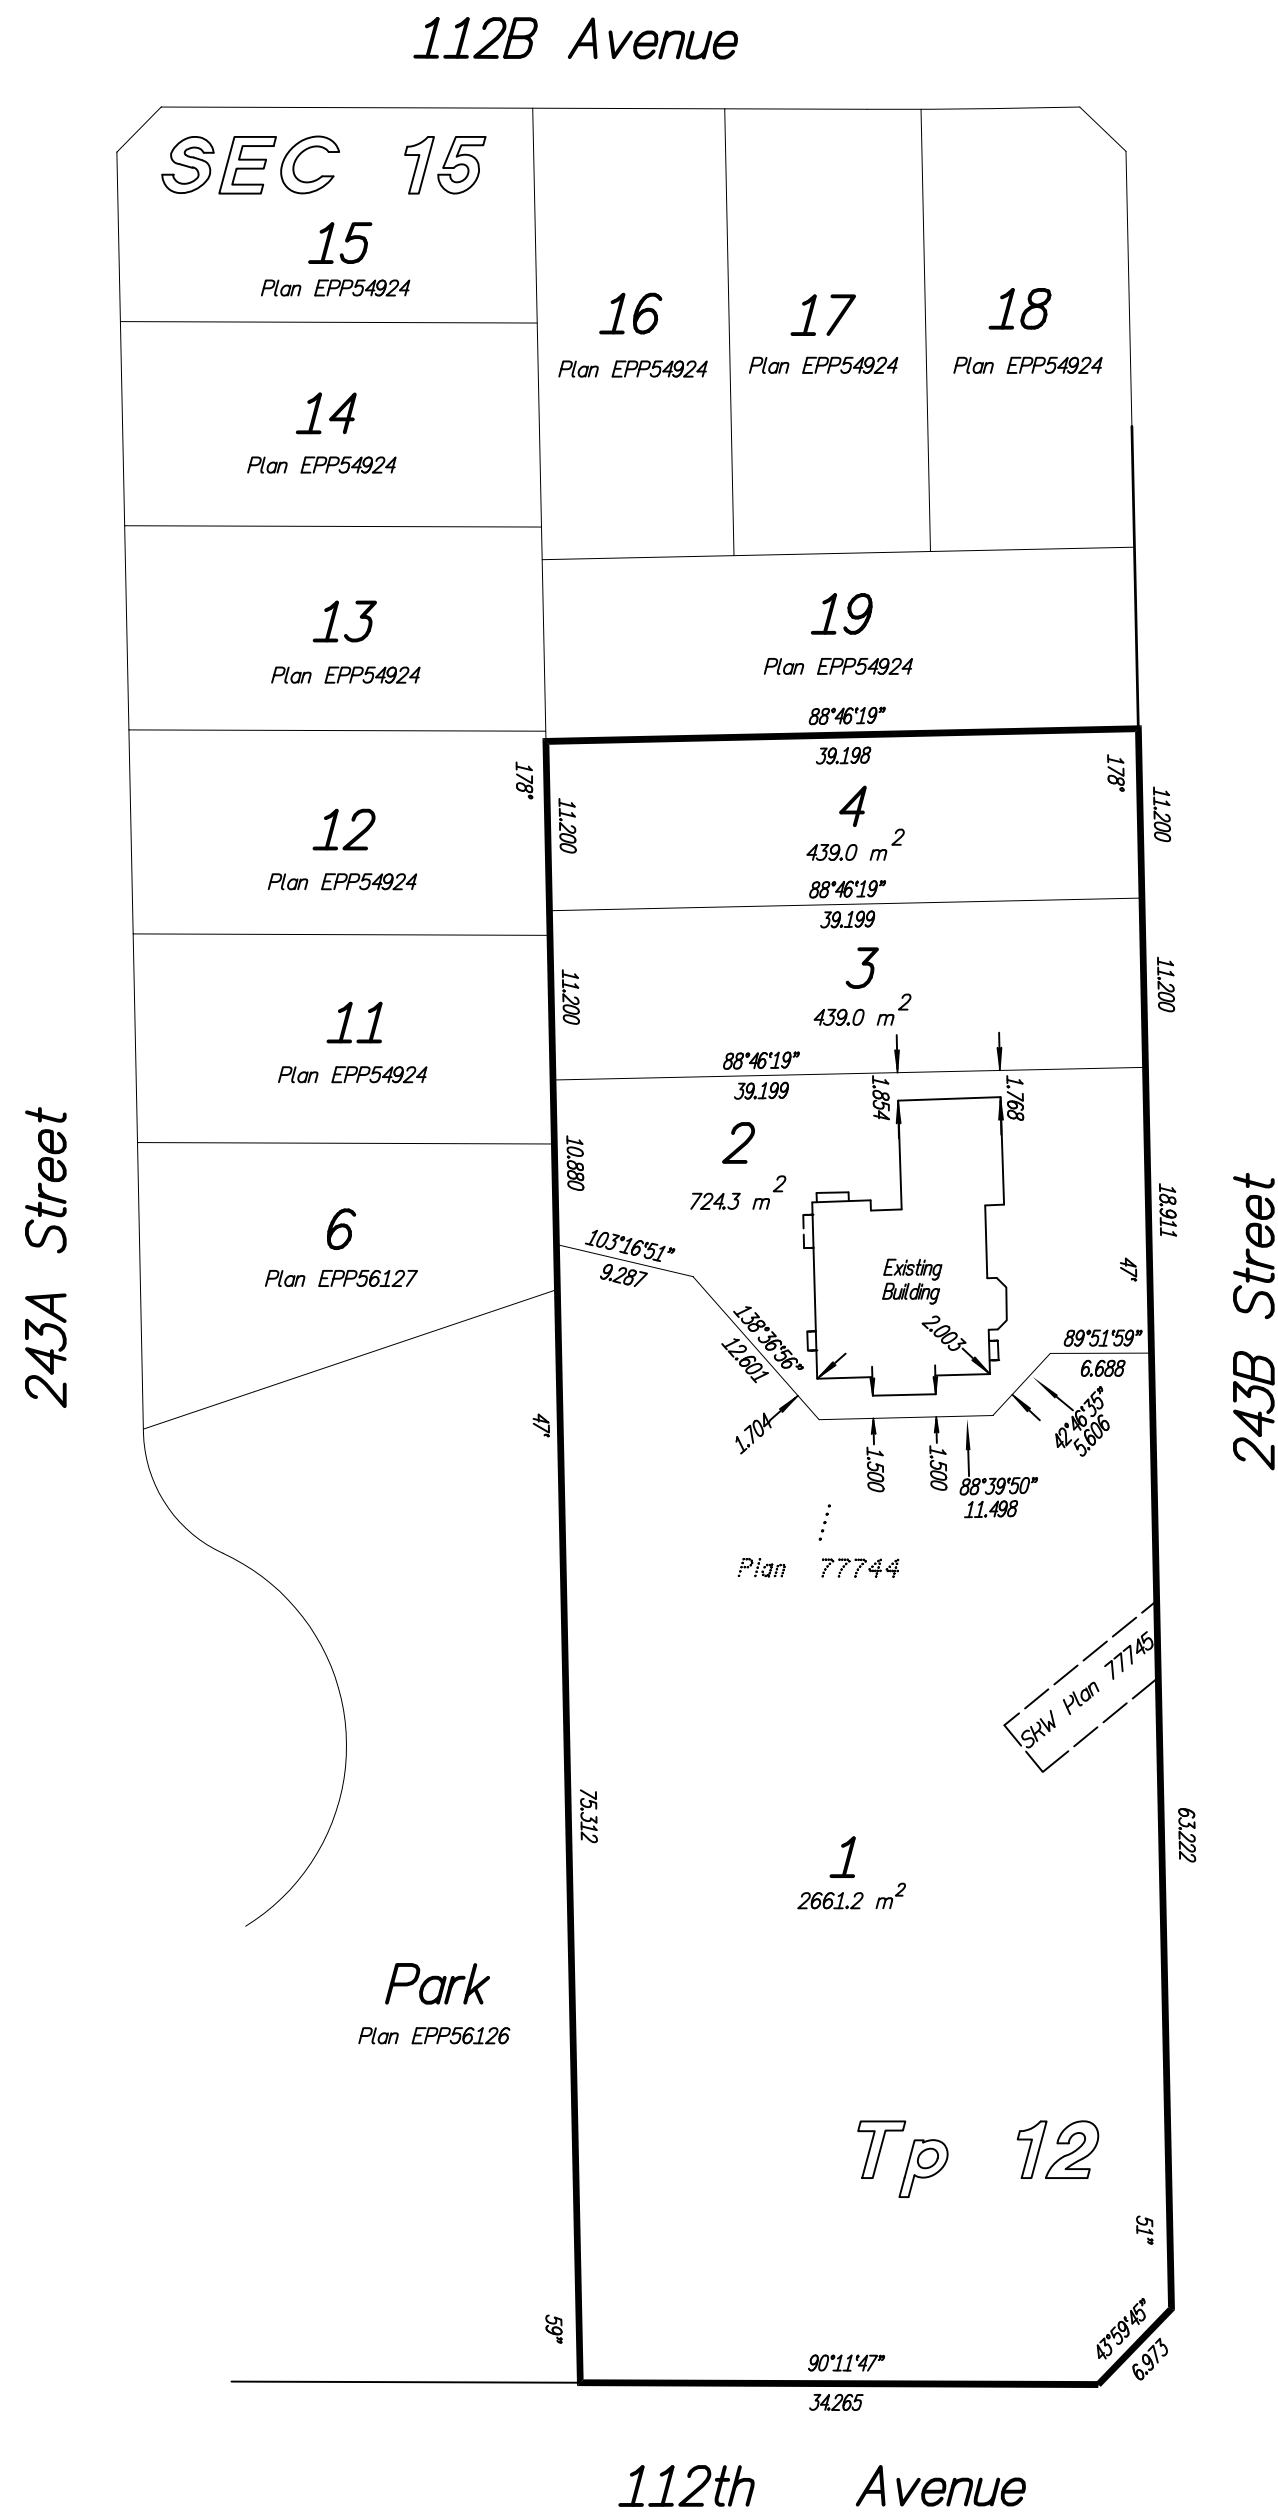 112B Avenue
SEC 15
15
Plan EPP54924
16
Plan EPP54924
17
Plan EPP54924
18
Plan EPP54924
14
Plan EPP54924
13
Plan EPP54924
19
Plan EPP54924
88°46'19"
39.198
178°
178°
11.200
11.200
4
439.0 m2
12
Plan EPP54924
88°46'19"
39.199
3
439.0 m2
11.200
11.200
11
Plan EPP54924
88°46'19"
39.199
1.854
1.768
2
724.3 m2
10.880
18.911
6
Plan EPP56127
243A Street
243B Street
103°16'51"
9.287
Existing
Building
47'
138°36'56"
12.601
2.003
89°51'59"
6.688
42°46'35"
5.606
47'
1.704
1.500
1.500
88°39'50"
11.498
Plan 77744
SRW Plan 77745
75.312
63.222
1
2661.2 m2
Park
Plan EPP56126
Tp 12
51"
59"
43°59'45"
6.973
90°11'47"
34.265
112th Avenue